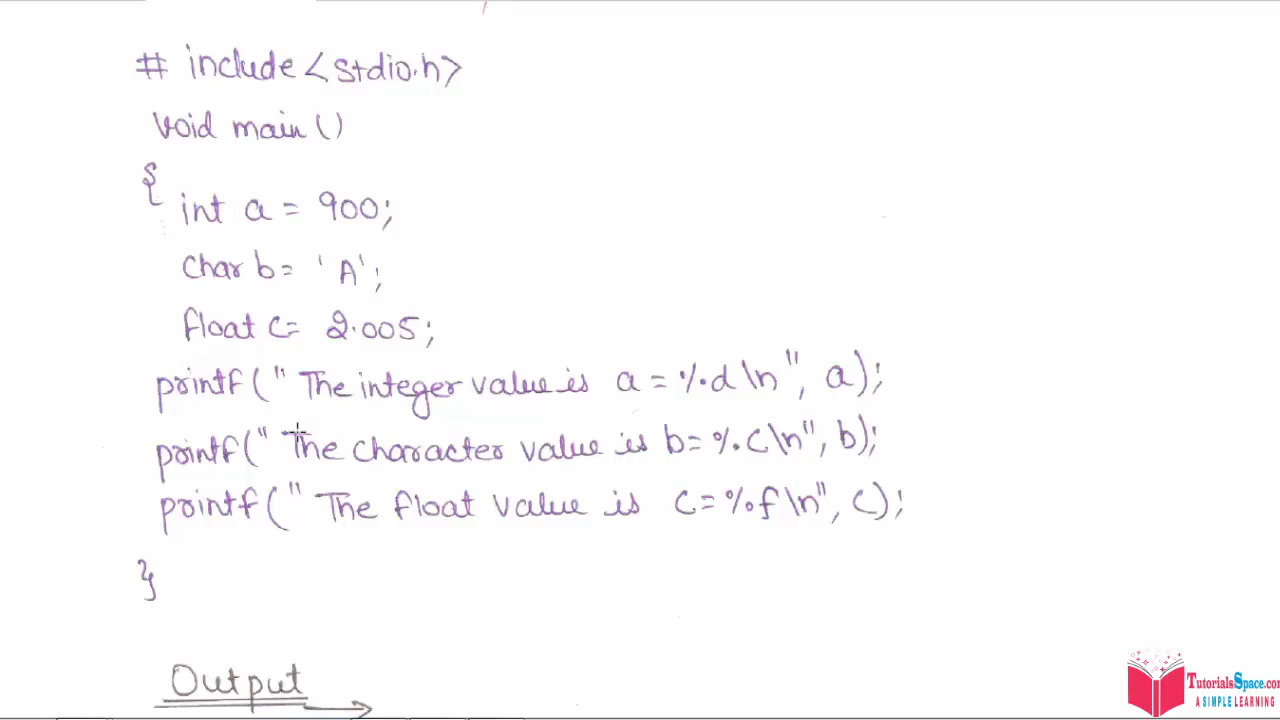 # include <stdio.h>
void main ()
{
int a = 900;
char b = 'A';
float c = 2.005;
printf (" The integer value is a = %d \n", a);
printf (" The character value is b= %c\n", b);
printf (" The float value is c = %f \n", c);
}
Output
TutorialsSpace.com
A SIMPLE LEARNING